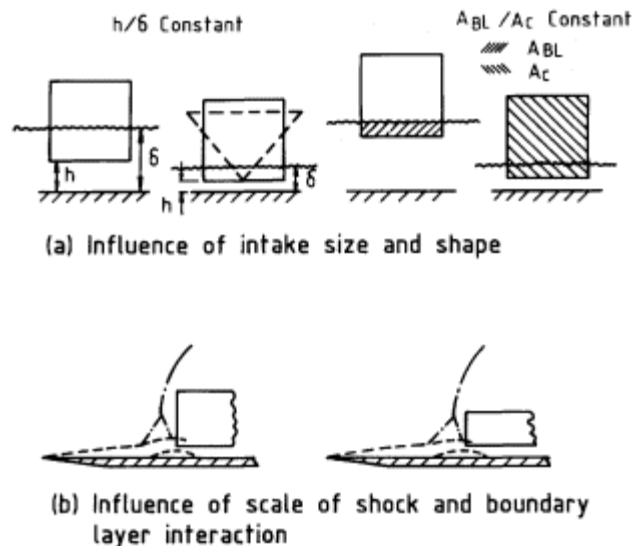 h/δ Constant
A_BL /A_C Constant
A_BL
A_C
h
δ
h
δ
(a) Influence of intake size and shape
(b) Influence of scale of shock and boundary
layer interaction